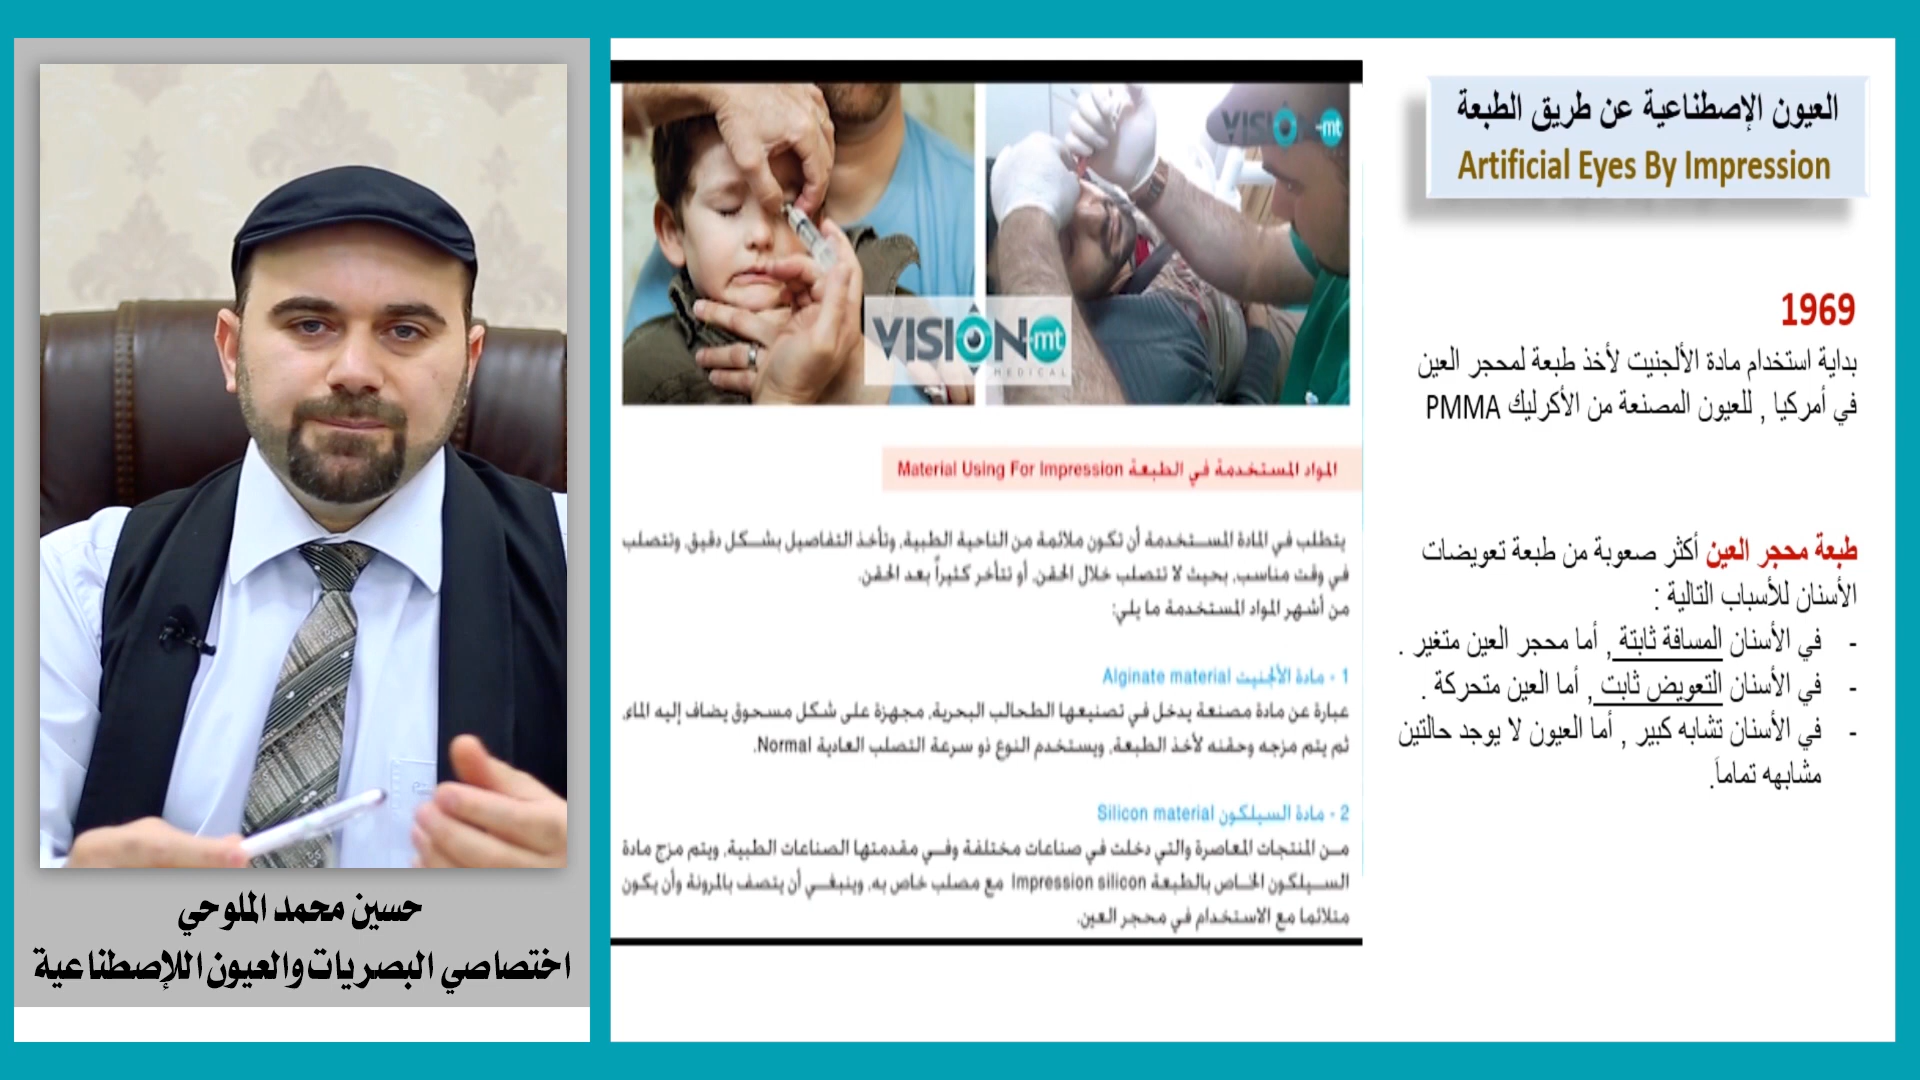 العيون الإصطناعية عن طريق الطبعة
Artificial Eyes By Impression
1969
بداية استخدام مادة الألجنيت لأخذ طبعة لمحجر العين
في أمركيا , للعيون المصنعة من الأكرليك PMMA
طبعة محجر العين أكثر صعوبة من طبعة تعويضات
الأسنان للأسباب التالية :
- في الأسنان المسافة ثابتة , أما محجر العين متغير .
- في الأسنان التعويض ثابت , أما العين متحركة .
- في الأسنان تشابه كبير , أما العيون لا يوجد حالتين
مشابهه تماماَ.
VISION-mt
VISION-mt
MEDICAL
المواد المستخدمة في الطبعة Material Using For Impression
يتطلب في المادة المستخدمة أن تكون ملائمة من الناحية الطبية, وتأخذ التفاصيل بشكل دقيق, وتتصلب
في وقت مناسب, بحيث لا تتصلب خلال الحقن, أو تتأخر كثيراً بعد الحقن.
من أشهر المواد المستخدمة ما يلي:
1 - مادة الألجنيت Alginate material
عبارة عن مادة مصنعة يدخل في تصنيعها الطحالب البحرية, مجهزة على شكل مسحوق يضاف إليه الماء,
ثم يتم مزجه وحقنه لأخذ الطبعة, ويستخدم النوع ذو سرعة التصلب العادية Normal.
2 - مادة السيلكون Silicon material
من المنتجات المعاصرة والتي دخلت في صناعات مختلفة وفي مقدمتها الصناعات الطبية, ويتم مزج مادة
السيلكون الخاص بالطبعة Impression silicon مع مصلب خاص به, وينبغي أن يتصف بالمرونة وأن يكون
متلائما مع الاستخدام في محجر العين.
حسين محمد الملوحي
اختصاصي البصريات والعيون اللإصطناعية